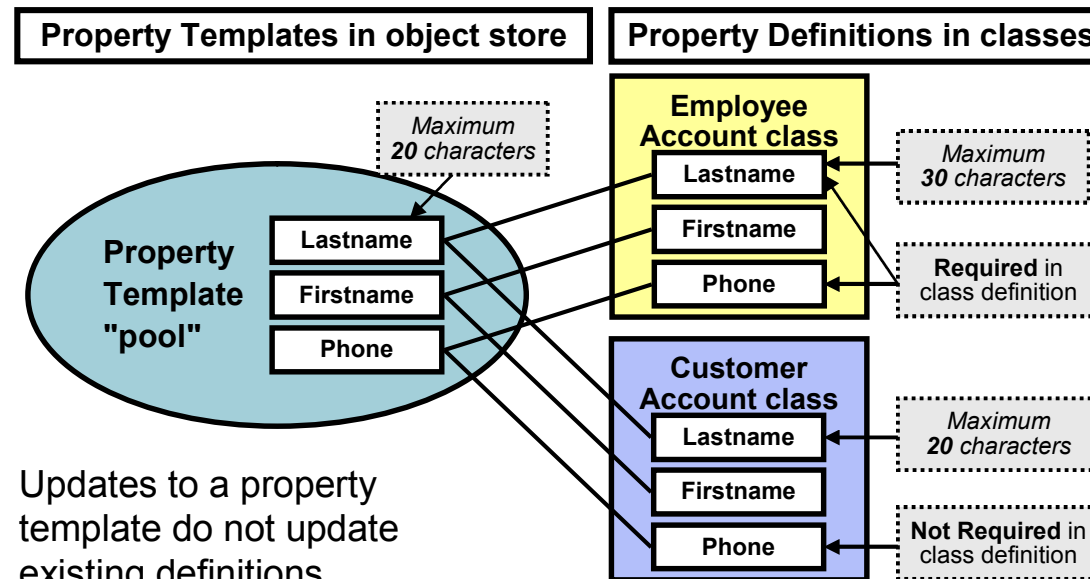 Property Templates in object store
Property Definitions in classes
Maximum
20 characters
Property
Template
"pool"
Lastname
Firstname
Phone
Employee
Account class
Lastname
Firstname
Phone
Maximum
30 characters
Required in
class definition
Customer
Account class
Lastname
Firstname
Phone
Maximum
20 characters
Not Required in
class definition
Updates to a property
template do not update
existing definitions